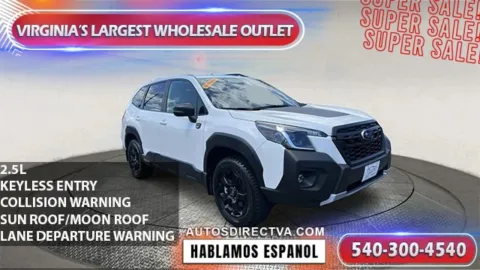 VIRGINIA'S LARGEST WHOLESALE OUTLET
SUPER SALE!
SUPER SALE!
SUPER SALE!
2.5L
KEYLESS ENTRY
COLLISION WARNING
SUN ROOF/MOON ROOF
LANE DEPARTURE WARNING
AUTOSDIRECTVA.COM
HABLAMOS ESPANOL
540-300-4540